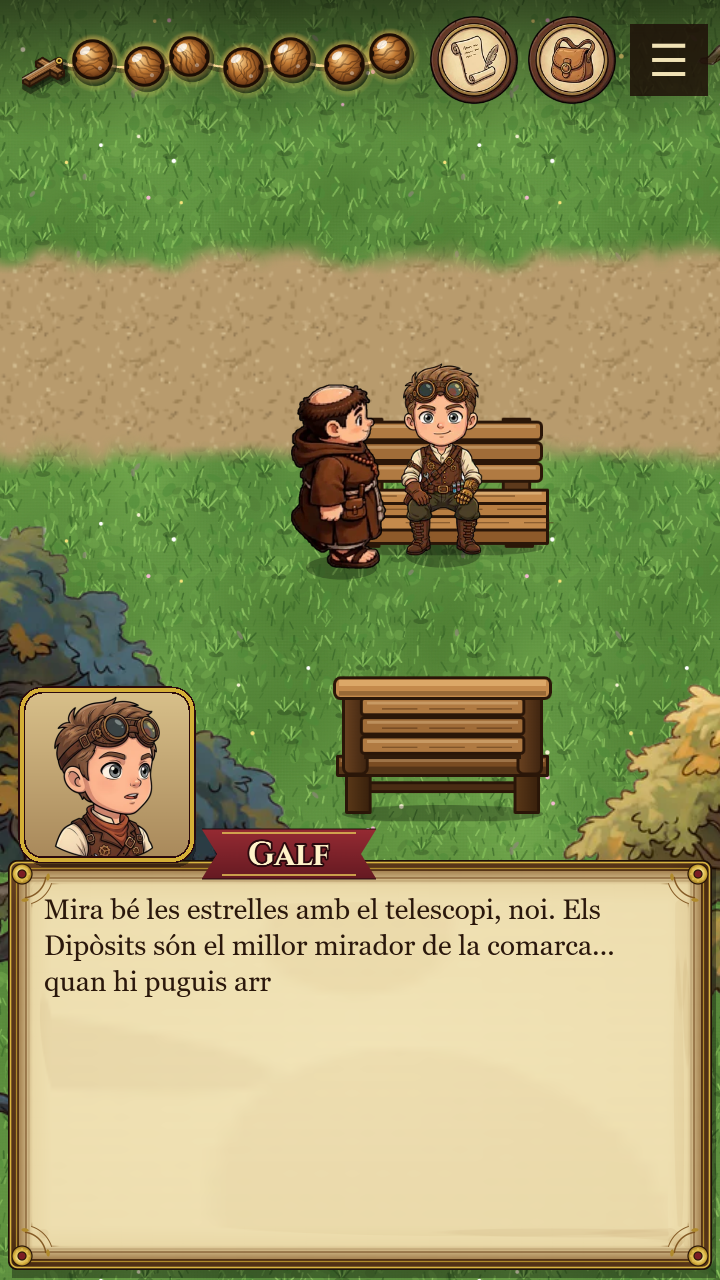 GALF
Mira bé les estrelles amb el telescopi, noi. Els
Dipòsits són el millor mirador de la comarca...
quan hi puguis arr